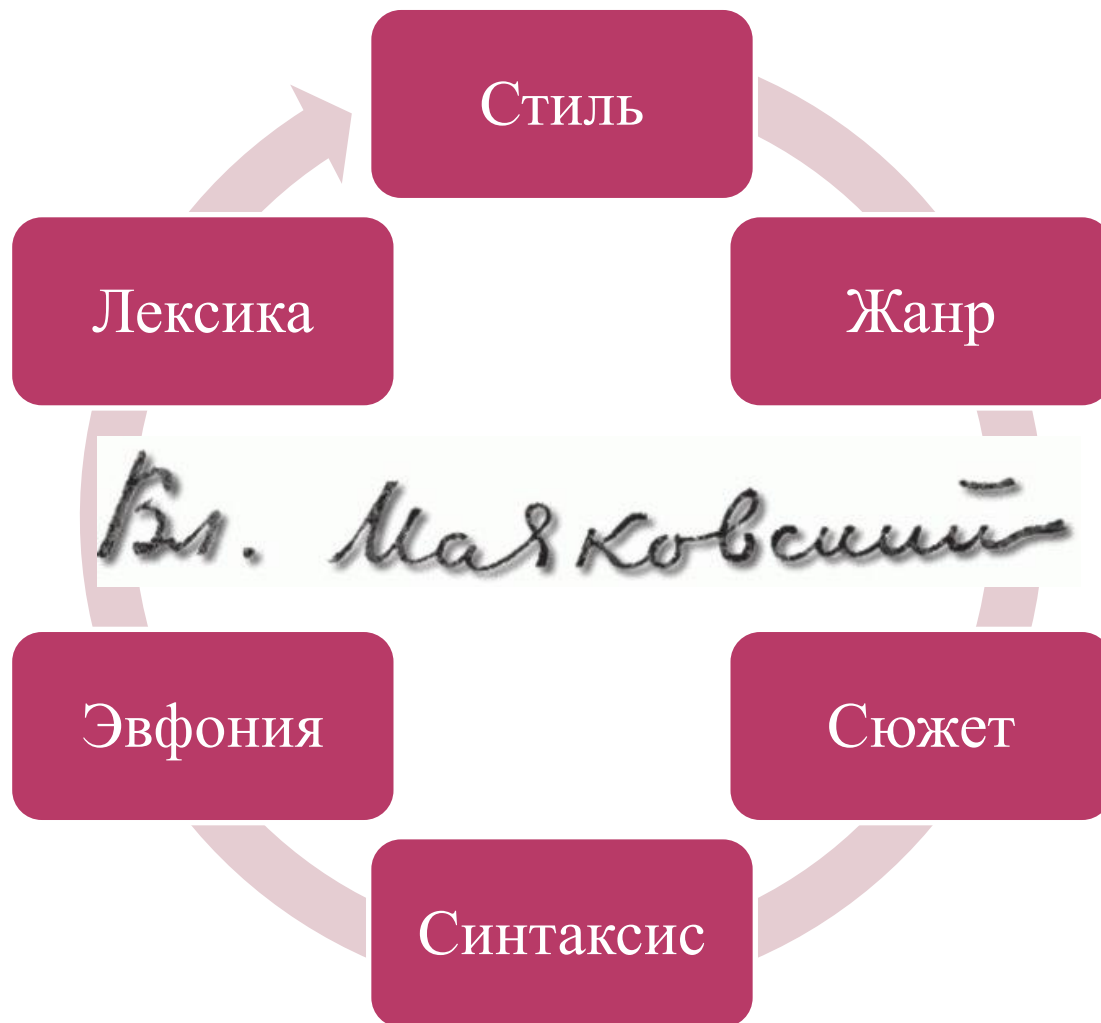 Стиль
Лексика
Жанр
Вл. Маяковский
Эвфония
Сюжет
Синтаксис